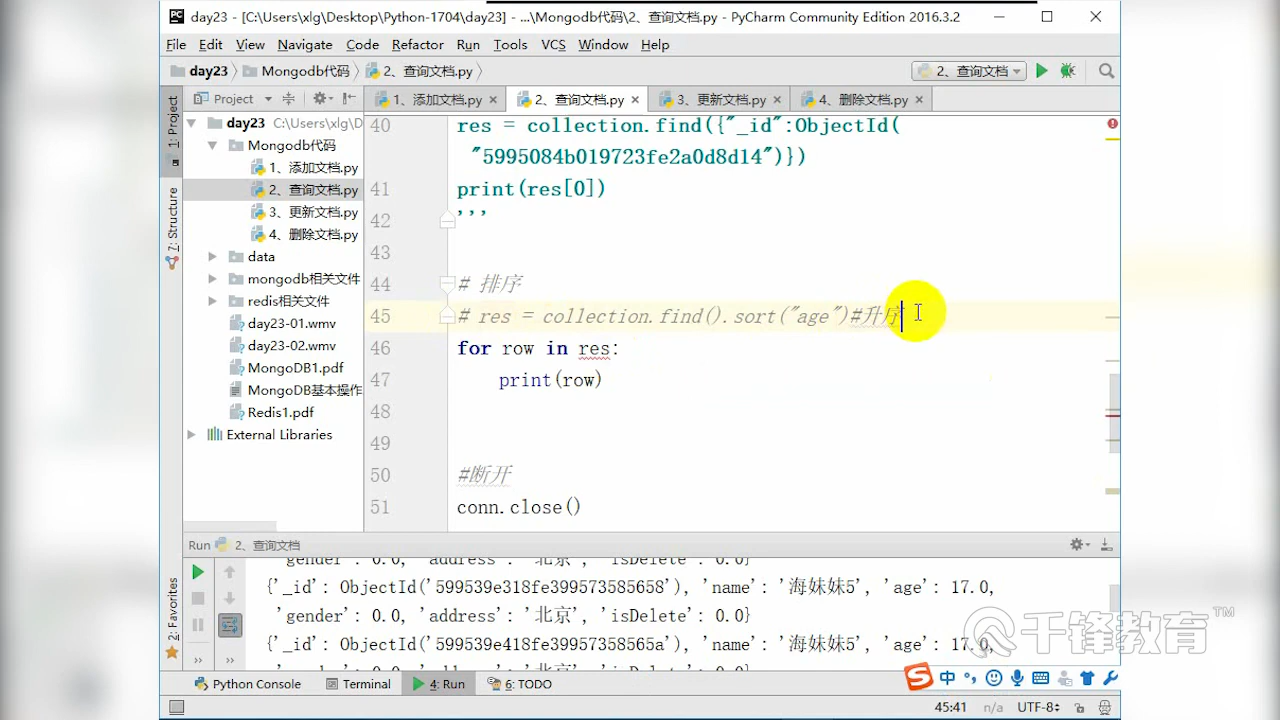 day23 - [C:\Users\xlg\Desktop\Python-1704\day23] - ...\Mongodb代码\2、查询文档.py - PyCharm Community Edition 2016.3.2
File Edit View Navigate Code Refactor Run Tools VCS Window Help
day23 Mongodb代码 2、查询文档.py 2、查询文档
Project 1、添加文档.py 2、查询文档.py 3、更新文档.py 4、删除文档.py
1: Project
7: Structure
2: Favorites
day23 C:\Users\xlg\D
Mongodb代码
1、添加文档.py
2、查询文档.py
3、更新文档.py
4、删除文档.py
data
mongodb相关文件
redis相关文件
day23-01.wmv
day23-02.wmv
MongoDB1.pdf
MongoDB基本操作
Redis1.pdf
External Libraries
40 res = collection.find({"_id":ObjectId(
"5995084b019723fe2a0d8d14")})
41 print(res[0])
42 '''
43
44 # 排序
45 # res = collection.find().sort("age")#升序
46 for row in res:
47 print(row)
48
49
50 #断开
51 conn.close()
Run 2、查询文档
'gender': 0.0, 'address': '北京', 'isDelete': 0.0}
{'_id': ObjectId('599539e318fe399573585658'), 'name': '海妹妹5', 'age': 17.0,
'gender': 0.0, 'address': '北京', 'isDelete': 0.0}
{'_id': ObjectId('599539e418fe39957358565a'), 'name': '海妹妹5', 'age': 17.0,
千锋教育™
中
Python Console Terminal 4: Run 6: TODO
45:41 n/a UTF-8